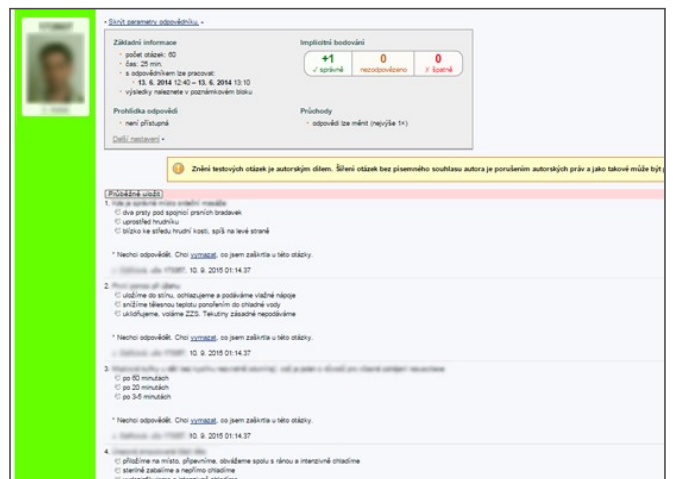 - Skrýt parametry odpovědníku. -
Základní informace
počet otázek: 60
čas: 25 min.
s odpovědníkem lze pracovat:
13. 6. 2014 12:40 – 13. 6. 2014 13:10
výsledky naleznete v poznámkovém bloku
Implicitní bodování
+1 0 0
✓ správně nezodpovězeno ✗ špatně
Prohlídka odpovědí
není přístupná
Průchody
odpovědi lze měnit (nejvýše 1×)
Další nastavení
Znění testových otázek je autorským dílem. Šíření otázek bez písemného souhlasu autora je porušením autorských práv a jako takové může být
Průběžně uložit
1.
dva prsty pod spojnicí prsních bradavek
uprostřed hrudníku
blízko ke středu hrudní kosti, spíš na levé straně
* Nechci odpovědět. Chci vymazat, co jsem zaškrtla u této otázky.
10. 9. 2015 01:14.37
2.
uložíme do stínu, ochlazujeme a podáváme vlažné nápoje
snížíme tělesnou teplotu ponořením do chladné vody
uklidňujeme, voláme ZZS. Tekutiny zásadně nepodáváme
* Nechci odpovědět. Chci vymazat, co jsem zaškrtla u této otázky.
10. 9. 2015 01:14.37
3.
po 60 minutách
po 20 minutách
po 3-5 minutách
* Nechci odpovědět. Chci vymazat, co jsem zaškrtla u této otázky.
10. 9. 2015 01:14.37
4.
přiložíme na místo, připevníme, obvážeme spolu s ránou a intenzivně chladíme
sterilně zabalíme a nepřímo chladíme